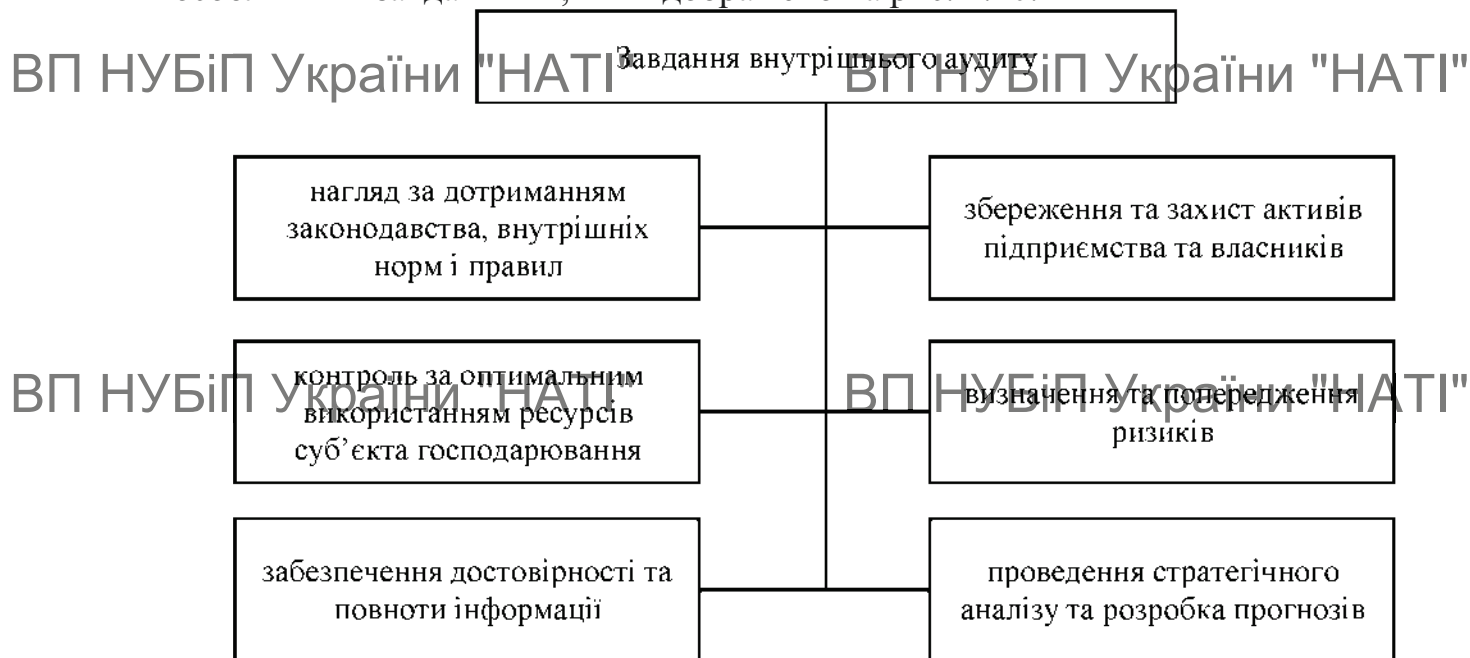 Завдання внутрішнього аудиту
ВП НУБіП України "НАТІ" ВП НУБіП України "НАТІ"
нагляд за дотриманням
законодавства, внутрішніх
норм і правил
збереження та захист активів
підприємства та власників
контроль за оптимальним
використанням ресурсів
суб’єкта господарювання
визначення та попередження
ризиків
ВП НУБіП України "НАТІ" ВП НУБіП України "НАТІ"
забезпечення достовірності та
повноти інформації
проведення стратегічного
аналізу та розробка прогнозів